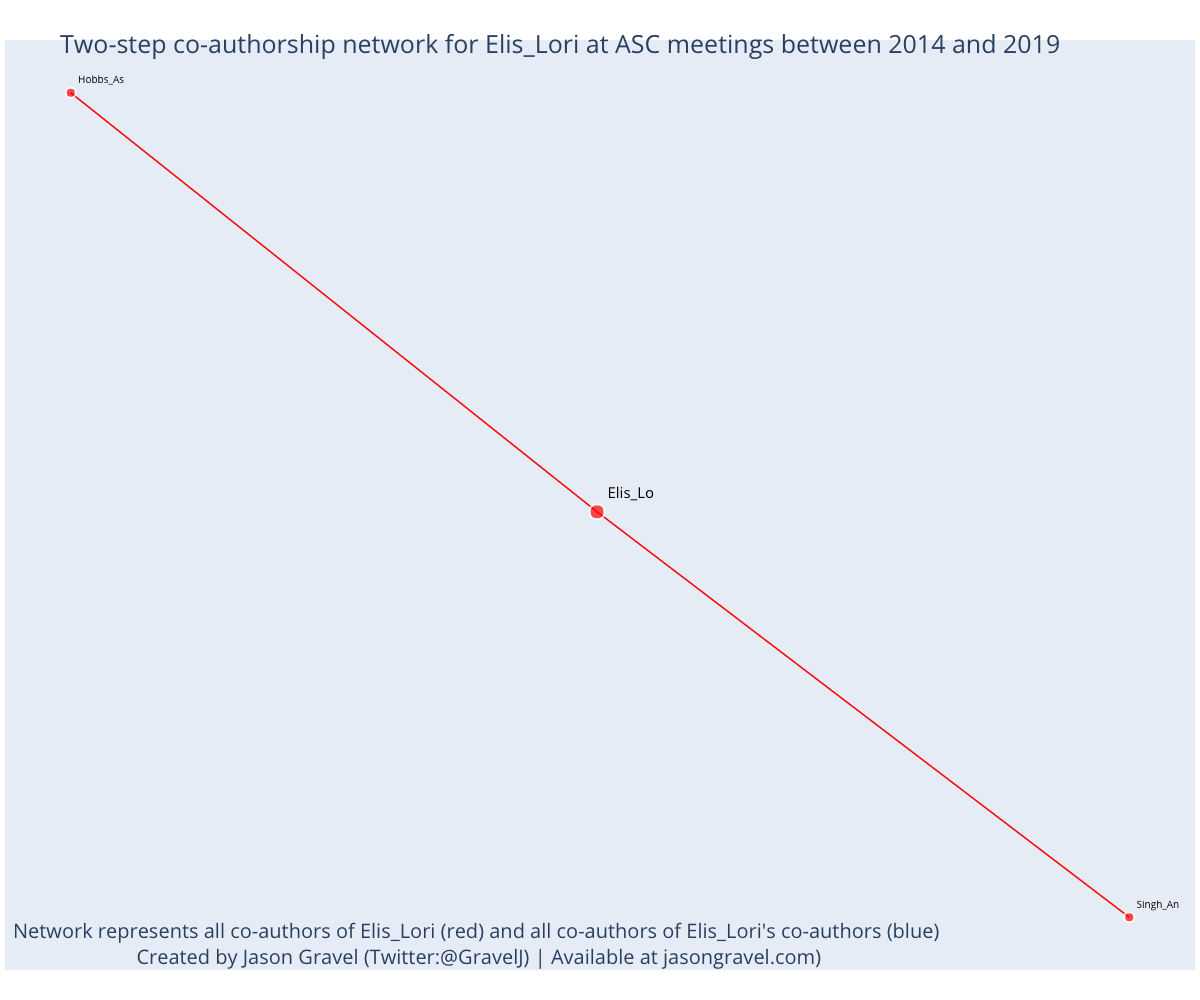 Two-step co-authorship network for Elis_Lori at ASC meetings between 2014 and 2019
Hobbs_As
Elis_Lo
Singh_An
Network represents all co-authors of Elis_Lori (red) and all co-authors of Elis_Lori's co-authors (blue)
Created by Jason Gravel (Twitter:@GravelJ) | Available at jasongravel.com)